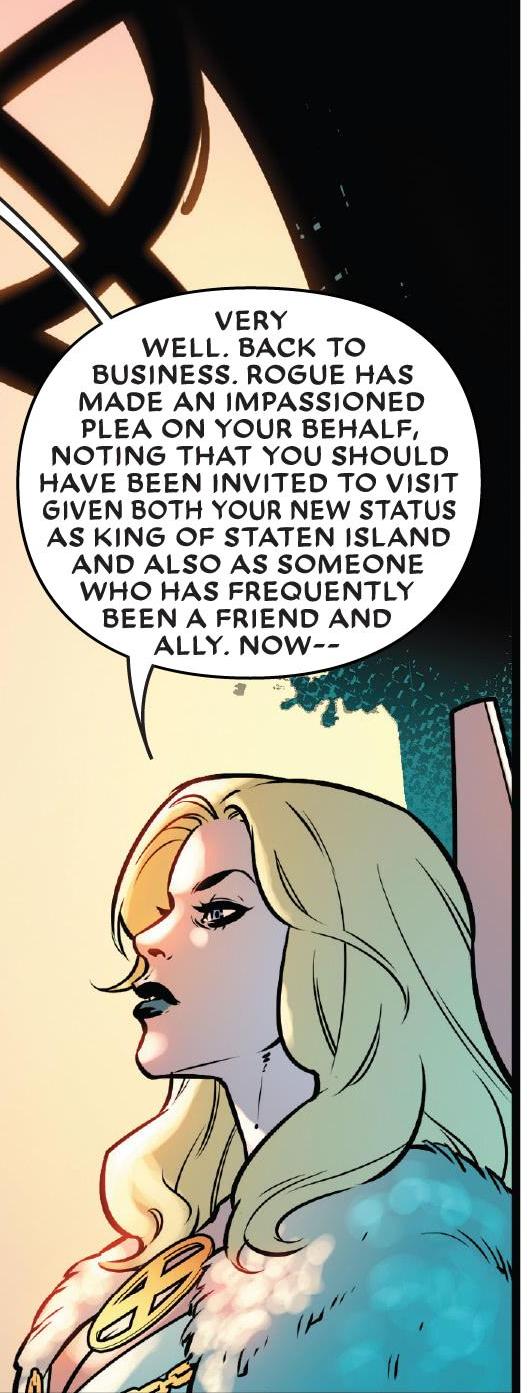 VERY
WELL. BACK TO
BUSINESS. ROGUE HAS
MADE AN IMPASSIONED
PLEA ON YOUR BEHALF,
NOTING THAT YOU SHOULD
HAVE BEEN INVITED TO VISIT
GIVEN BOTH YOUR NEW STATUS
AS KING OF STATEN ISLAND
AND ALSO AS SOMEONE
WHO HAS FREQUENTLY
BEEN A FRIEND AND
ALLY. NOW--